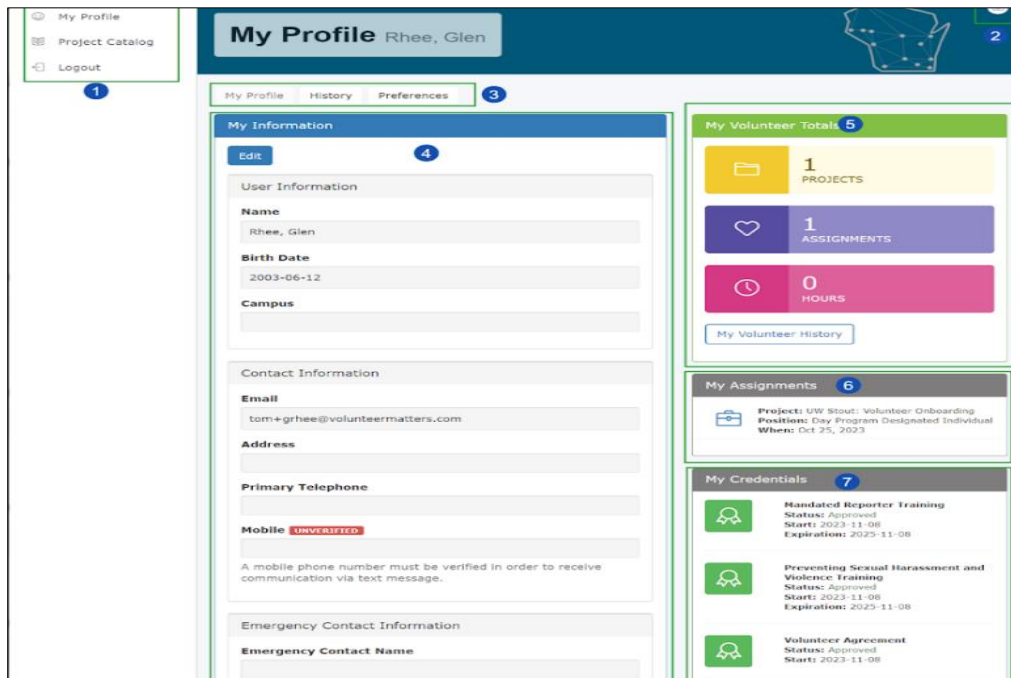 My Profile
Project Catalog
Logout
1
My Profile Rhee, Glen
2
My Profile History Preferences 3
My Information
Edit
4
User Information
Name
Rhee, Glen
Birth Date
2003-06-12
Campus
Contact Information
Email
tom+grhee@volunteermatters.com
Address
Primary Telephone
Mobile UNVERIFIED
A mobile phone number must be verified in order to receive
communication via text message.
Emergency Contact Information
Emergency Contact Name
My Volunteer Totals 5
1
PROJECTS
1
ASSIGNMENTS
0
HOURS
My Volunteer History
My Assignments 6
Project: UW Stout: Volunteer Onboarding
Position: Day Program Designated Individual
When: Oct 25, 2023
My Credentials 7
Mandated Reporter Training
Status: Approved
Start: 2023-11-08
Expiration: 2025-11-08
Preventing Sexual Harassment and
Violence Training
Status: Approved
Start: 2023-11-08
Expiration: 2025-11-08
Volunteer Agreement
Status: Approved
Start: 2023-11-08